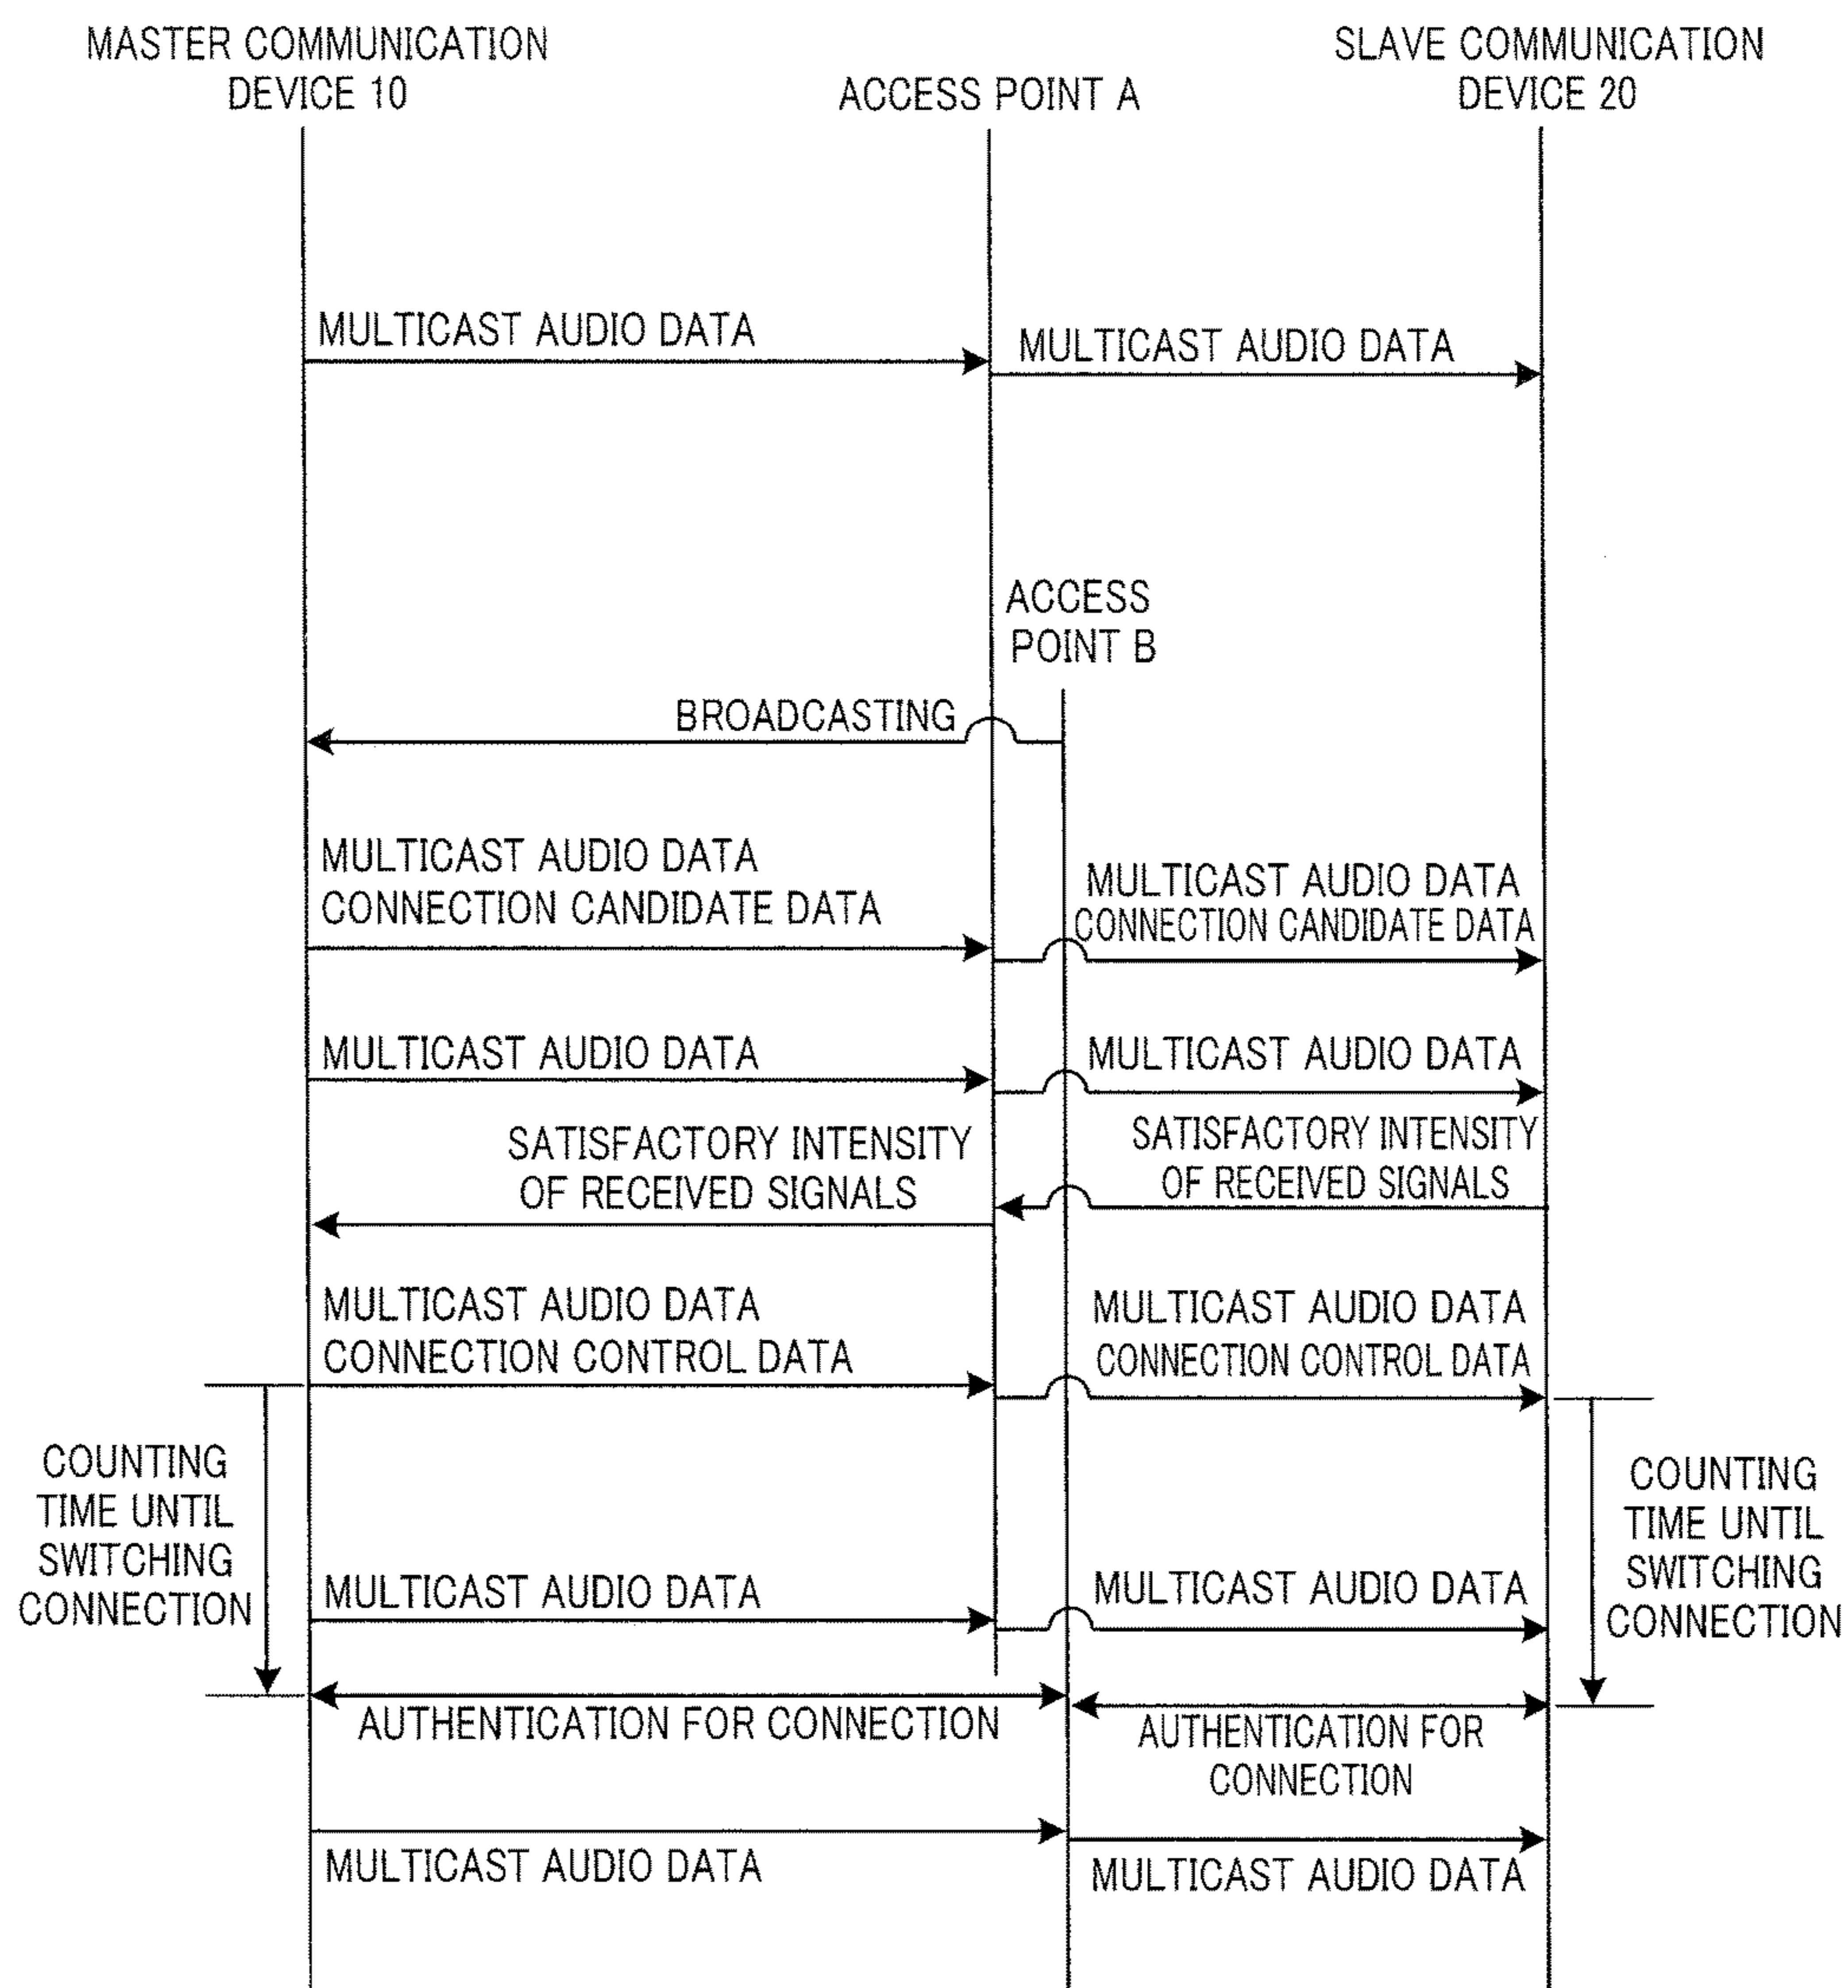 MASTER COMMUNICATION
DEVICE 10
ACCESS POINT A
SLAVE COMMUNICATION
DEVICE 20
MULTICAST AUDIO DATA
MULTICAST AUDIO DATA
ACCESS
POINT B
BROADCASTING
MULTICAST AUDIO DATA
CONNECTION CANDIDATE DATA
MULTICAST AUDIO DATA
CONNECTION CANDIDATE DATA
MULTICAST AUDIO DATA
MULTICAST AUDIO DATA
SATISFACTORY INTENSITY
OF RECEIVED SIGNALS
SATISFACTORY INTENSITY
OF RECEIVED SIGNALS
MULTICAST AUDIO DATA
CONNECTION CONTROL DATA
MULTICAST AUDIO DATA
CONNECTION CONTROL DATA
COUNTING
TIME UNTIL
SWITCHING
CONNECTION
COUNTING
TIME UNTIL
SWITCHING
CONNECTION
MULTICAST AUDIO DATA
MULTICAST AUDIO DATA
AUTHENTICATION FOR CONNECTION
AUTHENTICATION FOR
CONNECTION
MULTICAST AUDIO DATA
MULTICAST AUDIO DATA